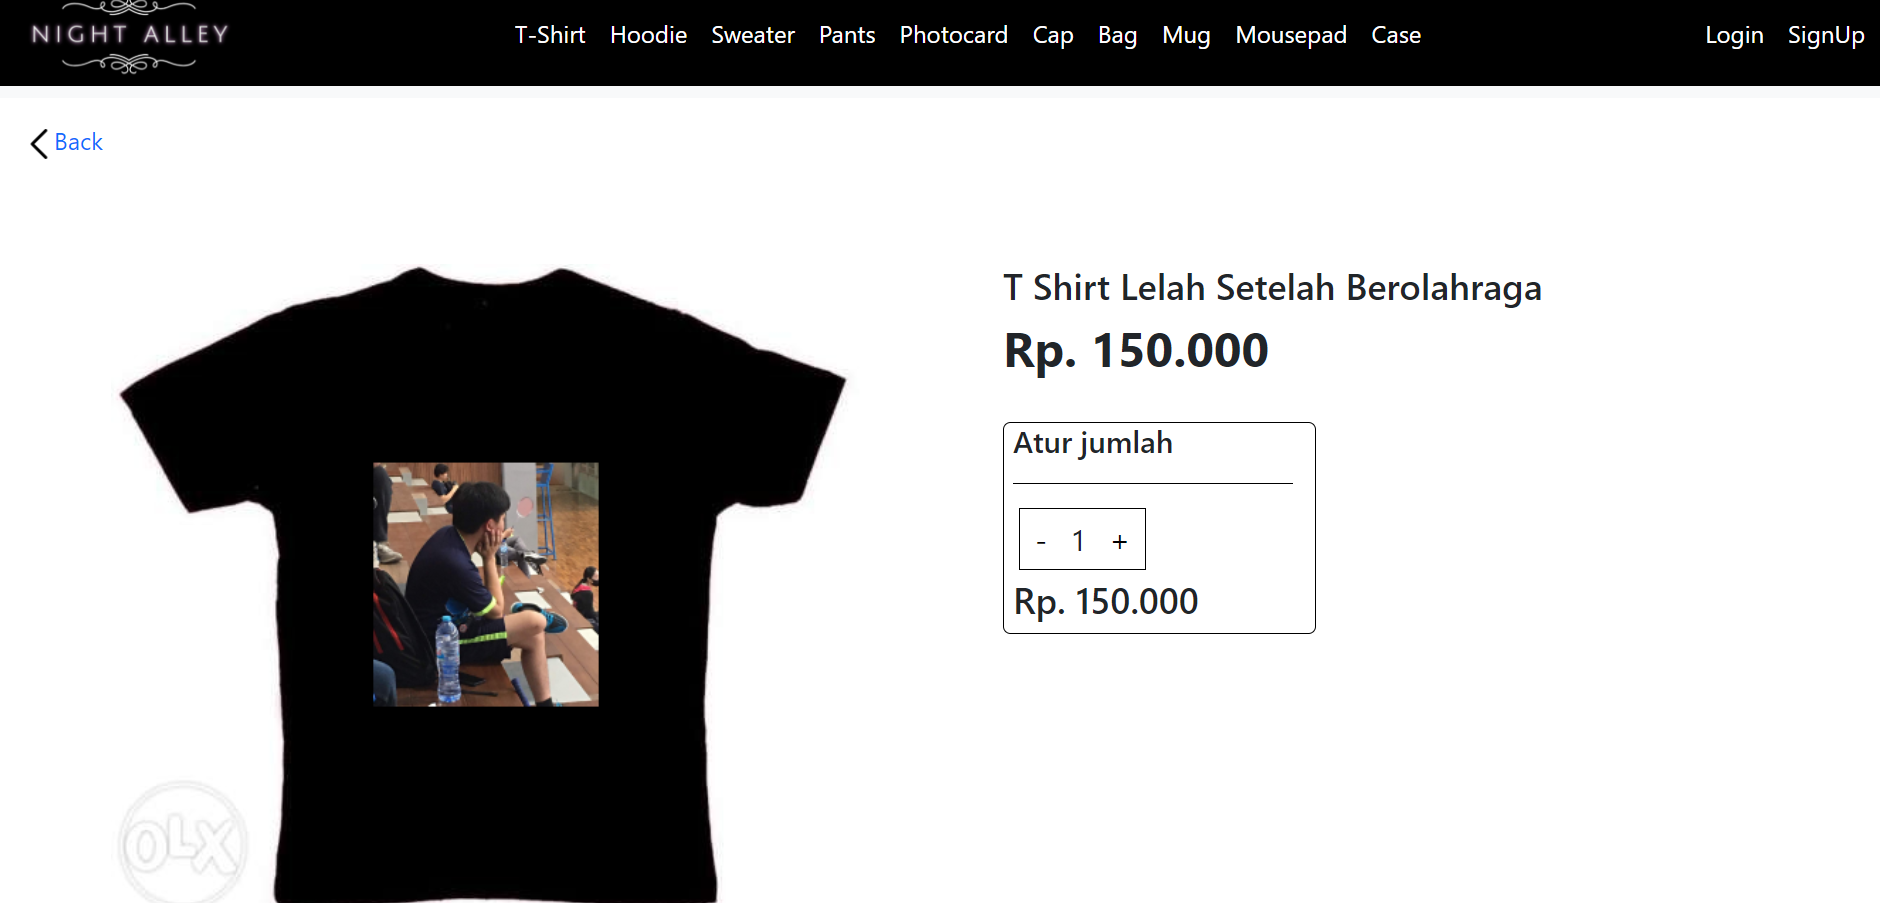 NIGHT ALLEY
T-Shirt Hoodie Sweater Pants Photocard Cap Bag Mug Mousepad Case
Login SignUp
Back
T Shirt Lelah Setelah Berolahraga
Rp. 150.000
Atur jumlah
- 1 +
Rp. 150.000
OLX